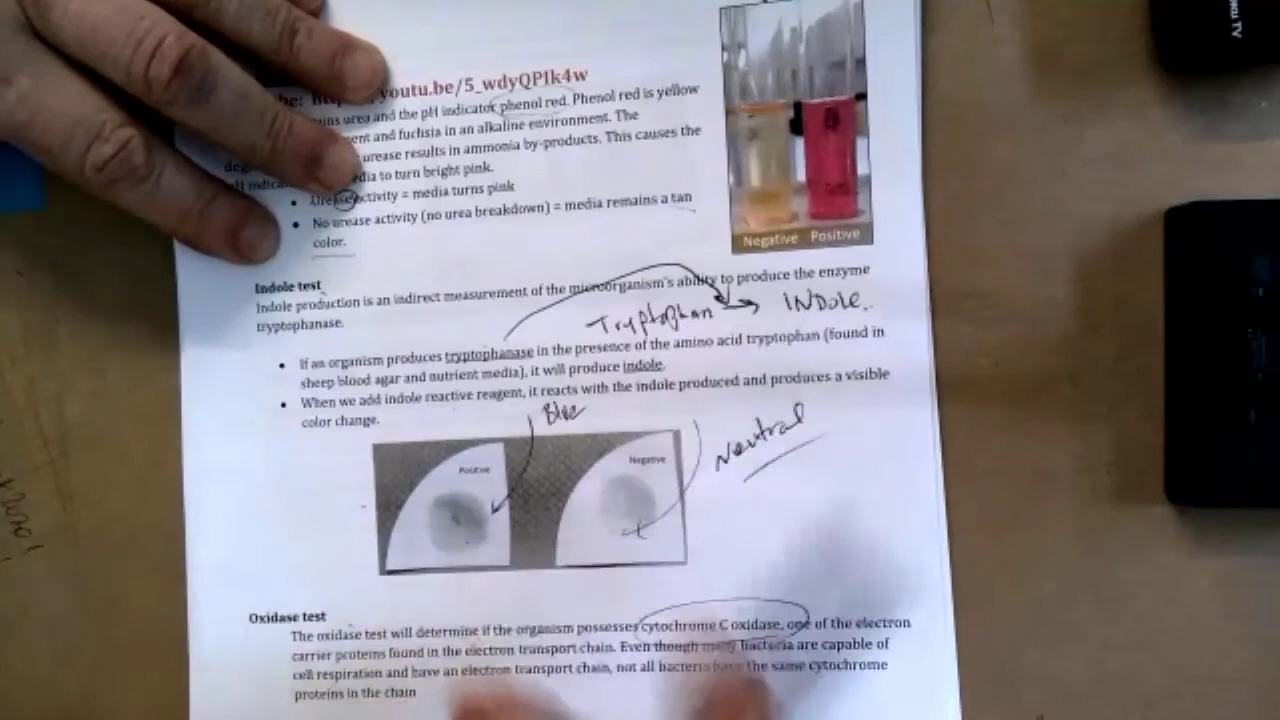 be: youtu.be/5_wdyQPIk4w
ains urea and the pH indicator phenol red. Phenol red is yellow
ent and fuchsia in an alkaline environment. The
urease results in ammonia by-products. This causes the
media to turn bright pink.
• Urease activity = media turns pink
• No urease activity (no urea breakdown) = media remains a tan
color.
Negative Positive
Indole test
Indole production is an indirect measurement of the microorganism's ability to produce the enzyme
tryptophanase.
Tryptophan → INDole.
• If an organism produces tryptophanase in the presence of the amino acid tryptophan (found in
sheep blood agar and nutrient media), it will produce indole.
• When we add indole reactive reagent, it reacts with the indole produced and produces a visible
color change.
Blue
Neutral
Positive
Negative
Oxidase test
The oxidase test will determine if the organism possesses cytochrome C oxidase, one of the electron
carrier proteins found in the electron transport chain. Even though many bacteria are capable of
cell respiration and have an electron transport chain, not all bacteria have the same cytochrome
proteins in the chain
TV